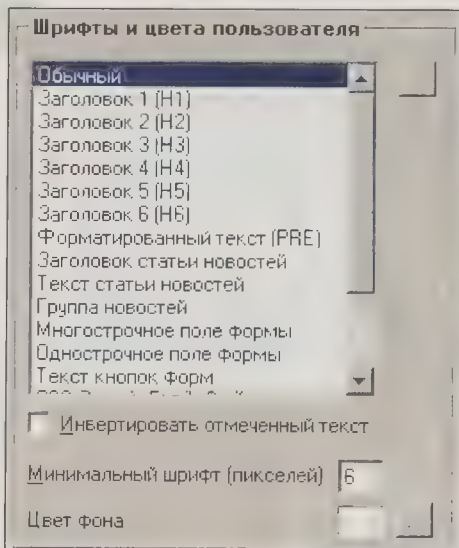 Шрифты и цвета пользователя
Обычный
Заголовок 1 (H1)
Заголовок 2 (H2)
Заголовок 3 (H3)
Заголовок 4 (H4)
Заголовок 5 (H5)
Заголовок 6 (H6)
Форматированный текст (PRE)
Заголовок статьи новостей
Текст статьи новостей
Группа новостей
Многострочное поле формы
Однострочное поле формы
Текст кнопок форм
Инвертировать отмеченный текст
Минимальный шрифт (пикселей) 6
Цвет фона